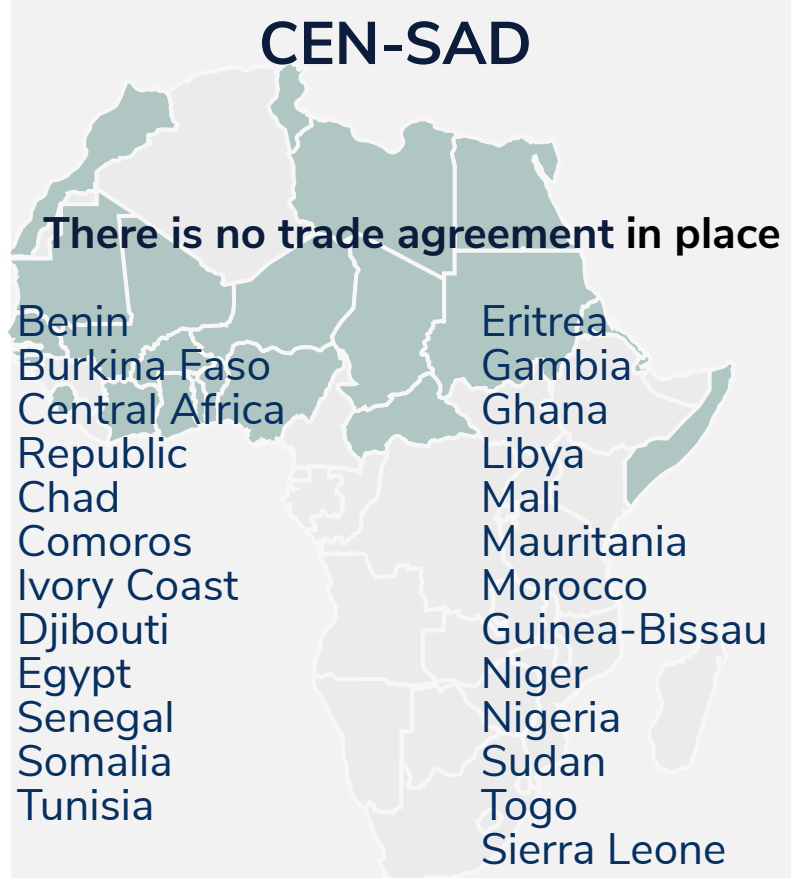 CEN-SAD
There is no trade agreement in place
Benin
Burkina Faso
Central Africa
Republic
Chad
Comoros
Ivory Coast
Djibouti
Egypt
Senegal
Somalia
Tunisia
Eritrea
Gambia
Ghana
Libya
Mali
Mauritania
Morocco
Guinea-Bissau
Niger
Nigeria
Sudan
Togo
Sierra Leone